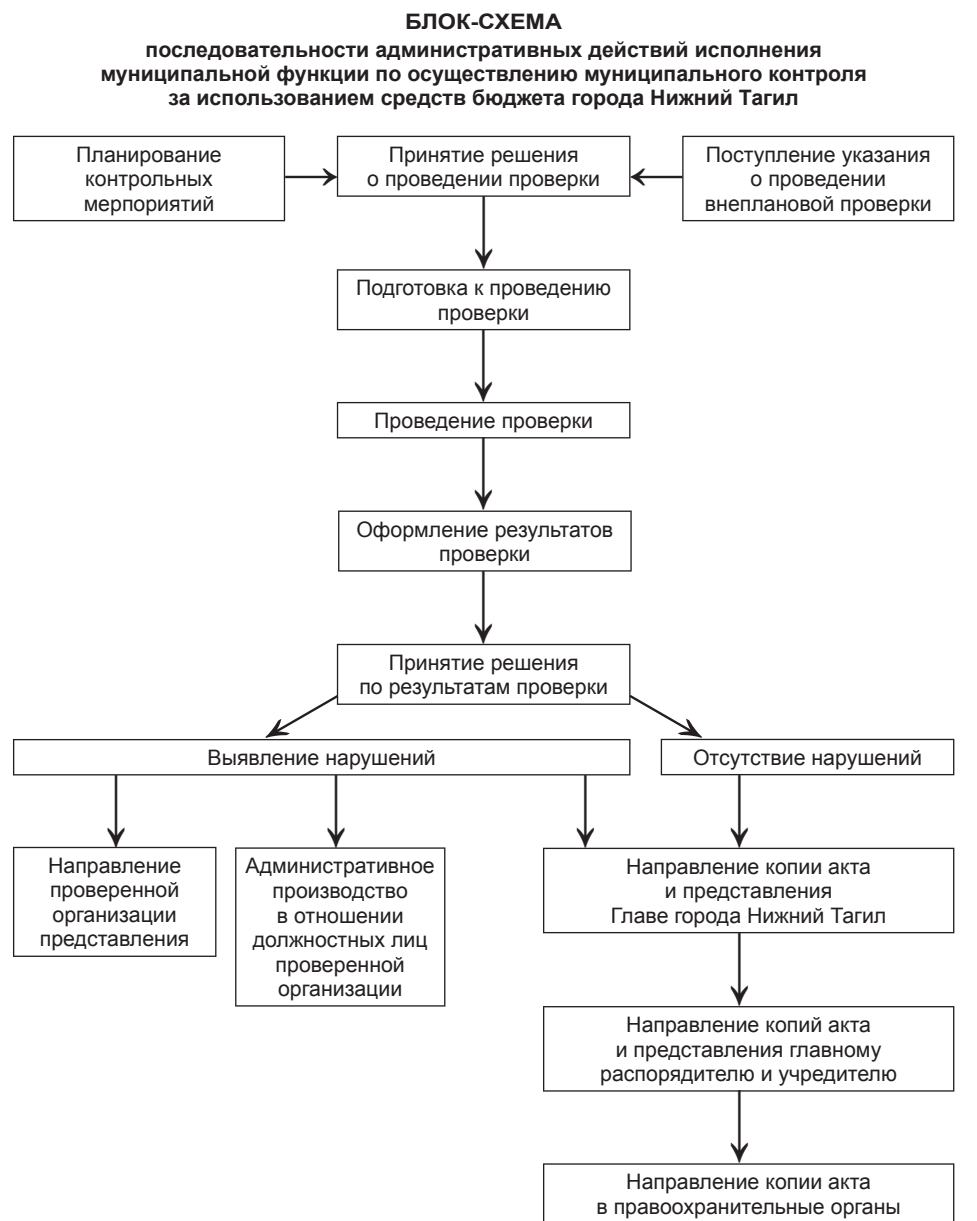 БЛОК-СХЕМА
последовательности административных действий исполнения
муниципальной функции по осуществлению муниципального контроля
за использованием средств бюджета города Нижний Тагил
Планирование
контрольных
мерпориятий
Принятие решения
о проведении проверки
Поступление указания
о проведении
внеплановой проверки
Подготовка к проведению
проверки
Проведение проверки
Оформление результатов
проверки
Принятие решения
по результатам проверки
Выявление нарушений
Отсутствие нарушений
Направление
проверенной
организации
представления
Административное
производство
в отношении
должностных лиц
проверенной
организации
Направление копии акта
и представления
Главе города Нижний Тагил
Направление копий акта
и представления главному
распорядителю и учредителю
Направление копии акта
в правоохранительные органы